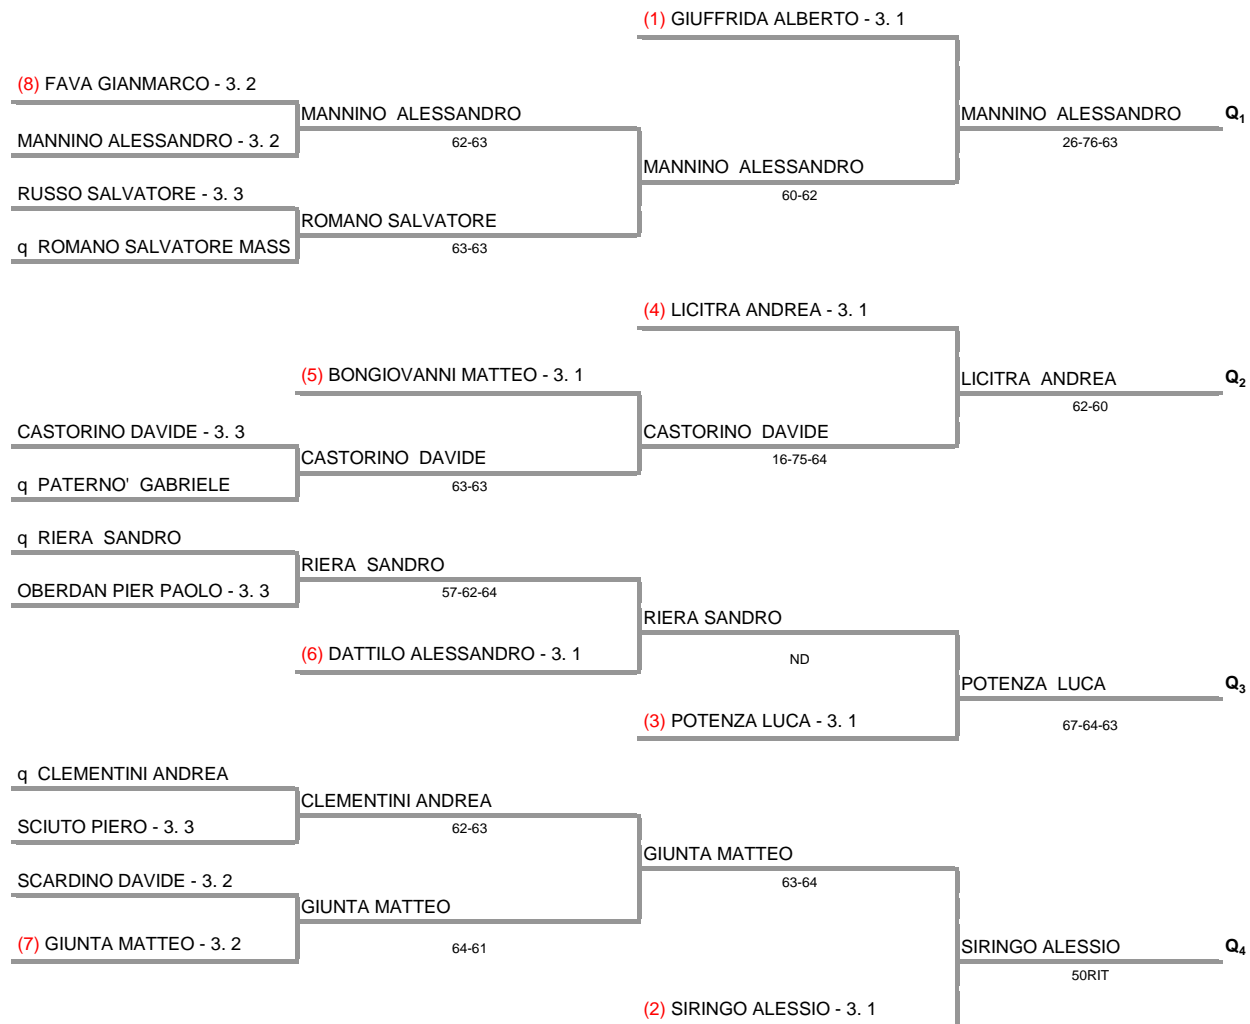 (1) GIUFFRIDA ALBERTO - 3. 1
(8) FAVA GIANMARCO - 3. 2
MANNINO ALESSANDRO
62-63
MANNINO ALESSANDRO - 3. 2
MANNINO ALESSANDRO
26-76-63
Q1
MANNINO ALESSANDRO
60-62
RUSSO SALVATORE - 3. 3
ROMANO SALVATORE
63-63
q ROMANO SALVATORE MASS
(4) LICITRA ANDREA - 3. 1
(5) BONGIOVANNI MATTEO - 3. 1
LICITRA ANDREA
62-60
Q2
CASTORINO DAVIDE - 3. 3
CASTORINO DAVIDE
16-75-64
CASTORINO DAVIDE
63-63
q PATERNO' GABRIELE
q RIERA SANDRO
RIERA SANDRO
57-62-64
OBERDAN PIER PAOLO - 3. 3
RIERA SANDRO
ND
(6) DATTILO ALESSANDRO - 3. 1
POTENZA LUCA
67-64-63
Q3
(3) POTENZA LUCA - 3. 1
q CLEMENTINI ANDREA
CLEMENTINI ANDREA
62-63
SCIUTO PIERO - 3. 3
GIUNTA MATTEO
63-64
SCARDINO DAVIDE - 3. 2
GIUNTA MATTEO
64-61
(7) GIUNTA MATTEO - 3. 2
SIRINGO ALESSIO
50RIT
Q4
(2) SIRINGO ALESSIO - 3. 1